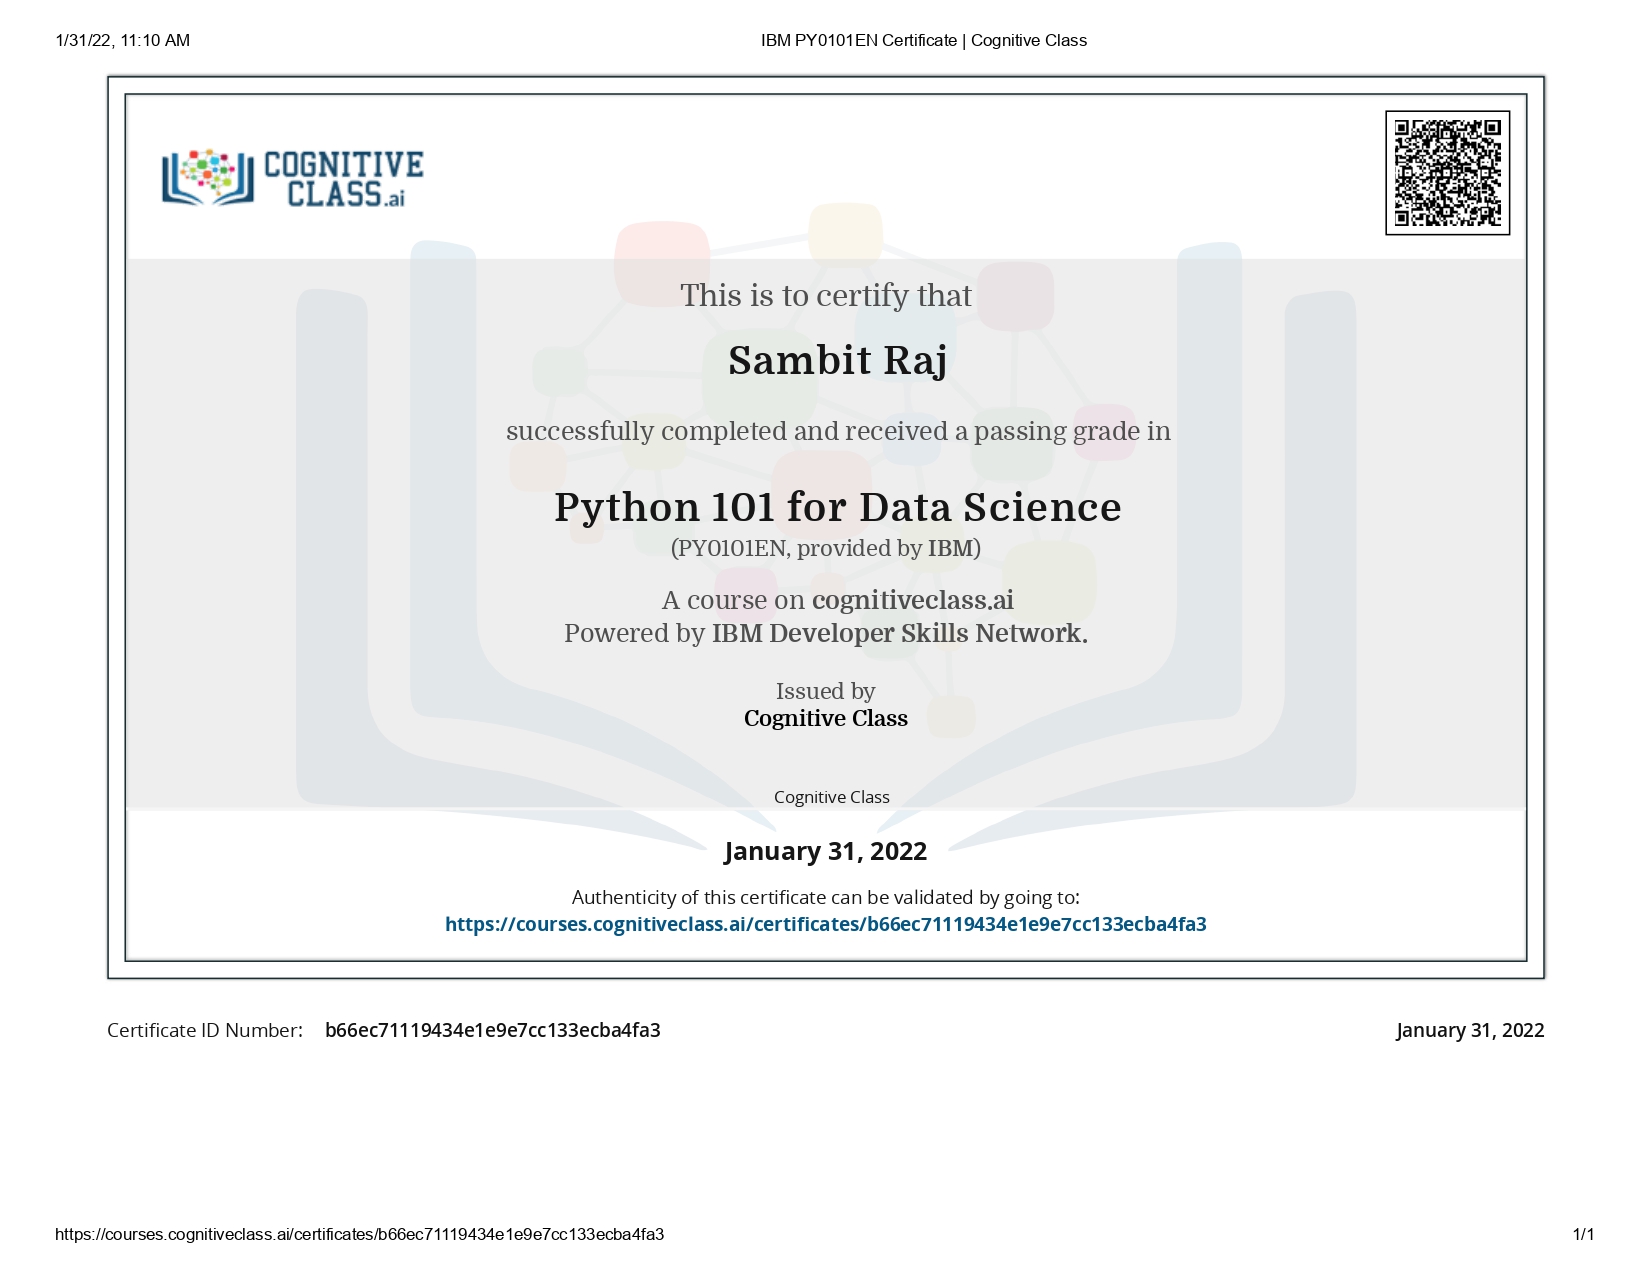 1/31/22, 11:10 AM
IBM PY0101EN Certificate | Cognitive Class
COGNITIVE
CLASS.ai
This is to certify that
Sambit Raj
successfully completed and received a passing grade in
Python 101 for Data Science
(PY0101EN, provided by IBM)
A course on cognitiveclass.ai
Powered by IBM Developer Skills Network.
Issued by
Cognitive Class
Cognitive Class
January 31, 2022
Authenticity of this certificate can be validated by going to:
https://courses.cognitiveclass.ai/certificates/b66ec71119434e1e9e7cc133ecba4fa3
Certificate ID Number: b66ec71119434e1e9e7cc133ecba4fa3
January 31, 2022
https://courses.cognitiveclass.ai/certificates/b66ec71119434e1e9e7cc133ecba4fa3
1/1